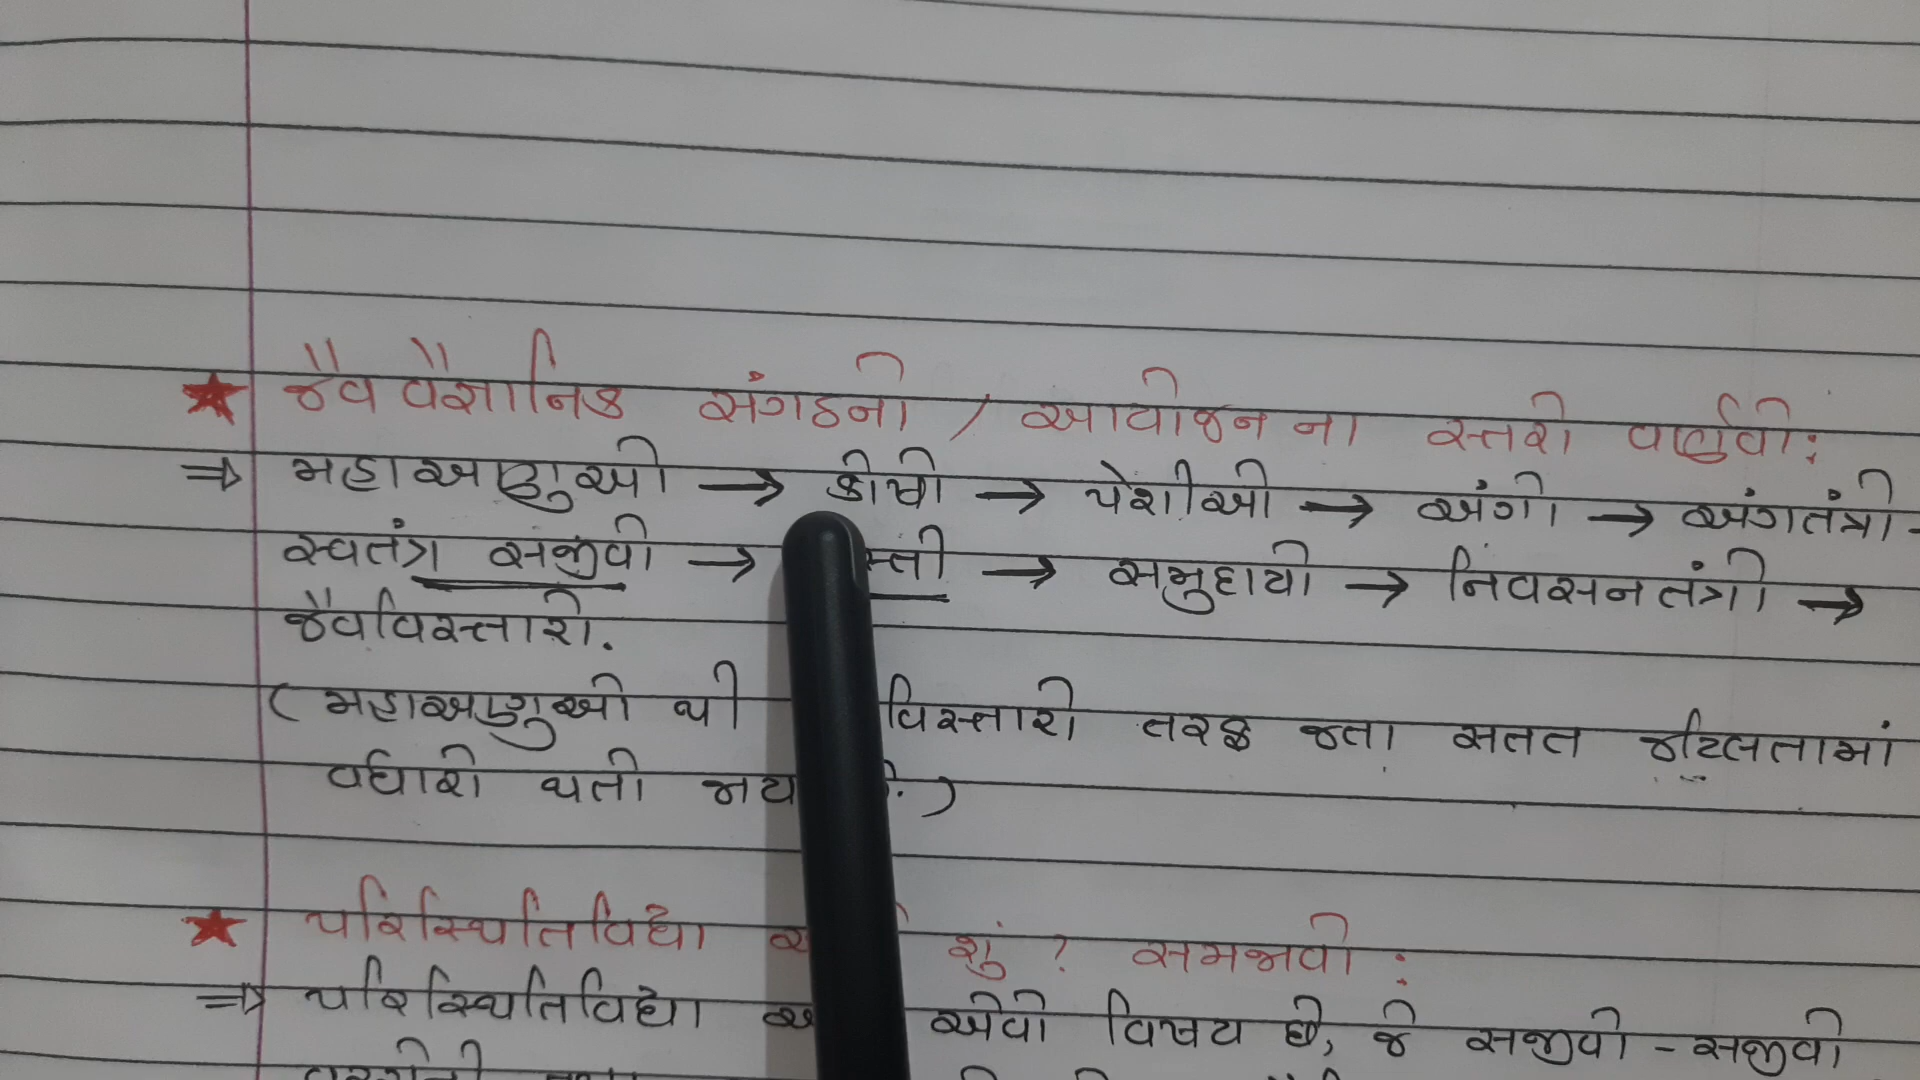 ★ જૈવવૈજ્ઞાનિક સંગઠનો / આયોજન ના સ્તરો વર્ણવો:
⇒ મહાઅણુઓ → કોષો → પેશીઓ → અંગો → અંગતંત્રો -
સ્વતંત્ર સજીવો → સ્તી → સમુદાયો → નિવસનતંત્રો →
જૈવવિસ્તારો.
( મહાઅણુઓ થી વિસ્તારો તરફ જતા સતત જટિલતામાં
વધારો થતો જાય .)
★ પરિસ્થિતિવિદ્યા શું ? સમજાવો :
⇒ પરિસ્થિતિવિદ્યા એવો વિષય છે, જે સજીવો - સજીવો